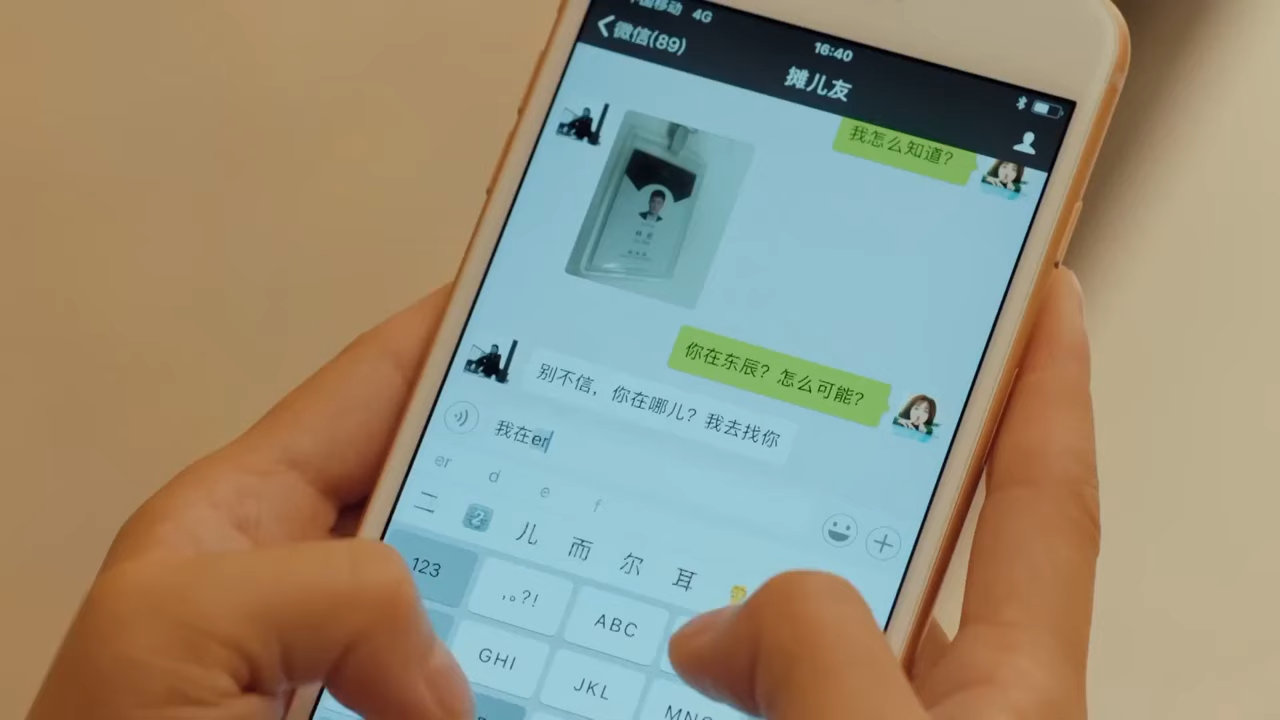 中国移动 4G
16:40
微信(89)
摊儿友
我怎么知道?
你在东辰? 怎么可能?
别不信, 你在哪儿? 我去找你
我在er
er d e f
二 2 儿 而 尔 耳
123 ,。?! ABC
GHI JKL MNO